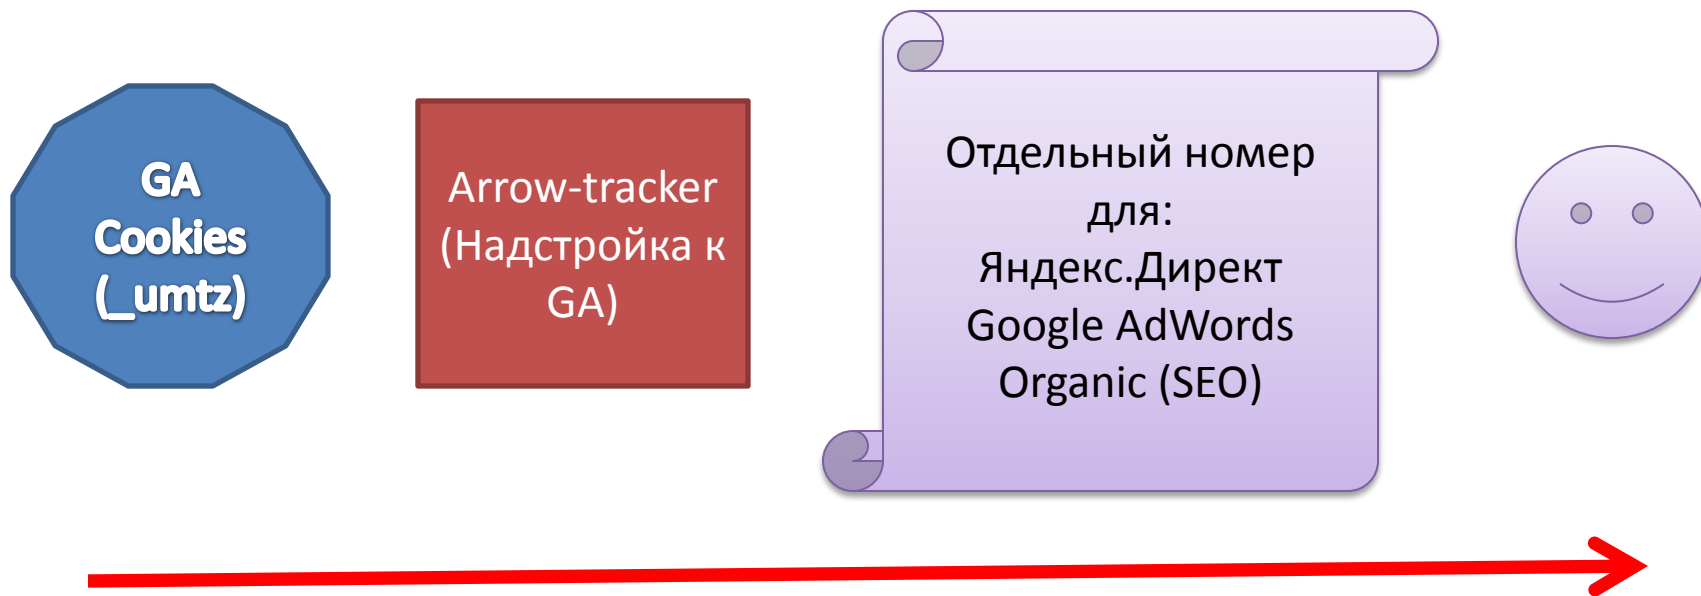 GA
Cookies
(_umtz)
Arrow-tracker
(Надстройка к
GA)
Отдельный номер
для:
Яндекс.Директ
Google AdWords
Organic (SEO)